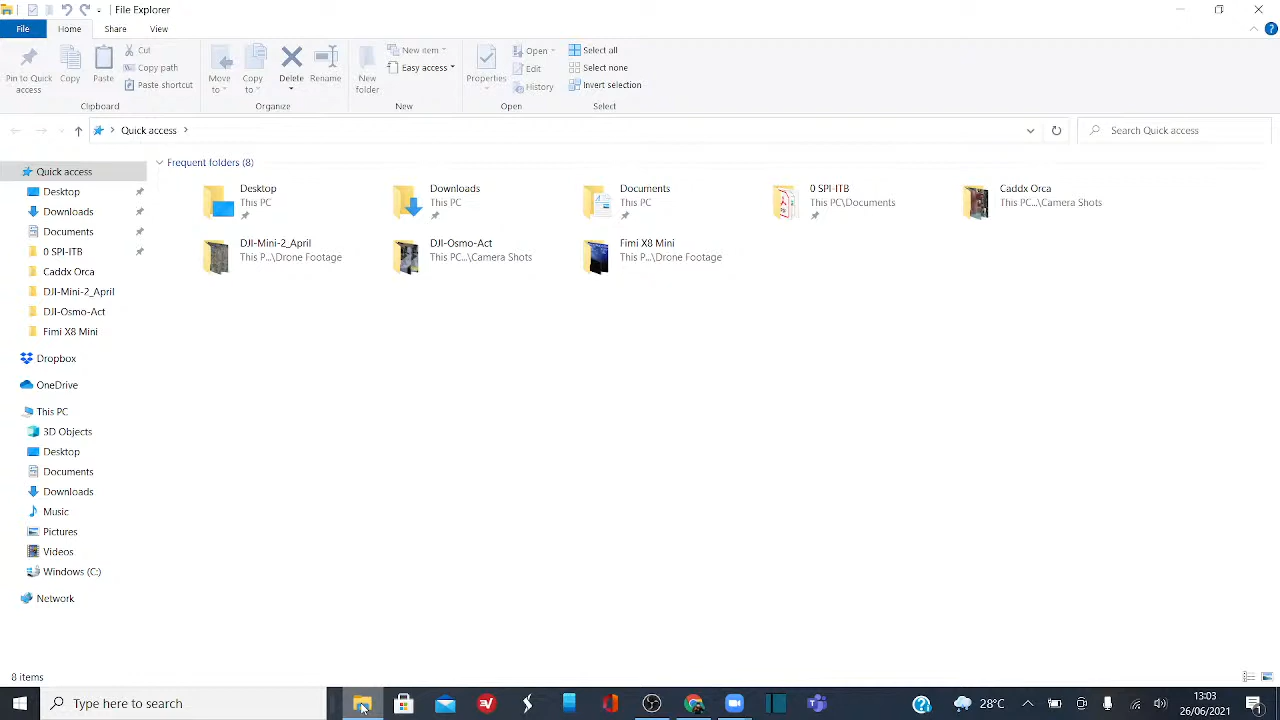 File Explorer
File Home Share View
Pin to Quick access
Copy
Paste
Cut
Copy path
Paste shortcut
Clipboard
Move to
Copy to
Delete
Rename
Organize
New folder
New item
Easy access
New
Properties
Open
Edit
History
Open
Select all
Select none
Invert selection
Select
Quick access
Search Quick access
Quick access
Desktop
Downloads
Documents
0 SPI-ITB
Caddx Orca
DJI-Mini-2_April
DJI-Osmo-Act
Fimi X8 Mini
Dropbox
OneDrive
This PC
3D Objects
Desktop
Documents
Downloads
Music
Pictures
Videos
Windows (C:)
Network
Frequent folders (8)
Desktop
This PC
Downloads
This PC
Documents
This PC
0 SPI-ITB
This PC\Documents
Caddx Orca
This PC...\Camera Shots
DJI-Mini-2_April
This P...\Drone Footage
DJI-Osmo-Act
This PC...\Camera Shots
Fimi X8 Mini
This P...\Drone Footage
8 items
Type here to search
28°C
13:03
26/06/2021